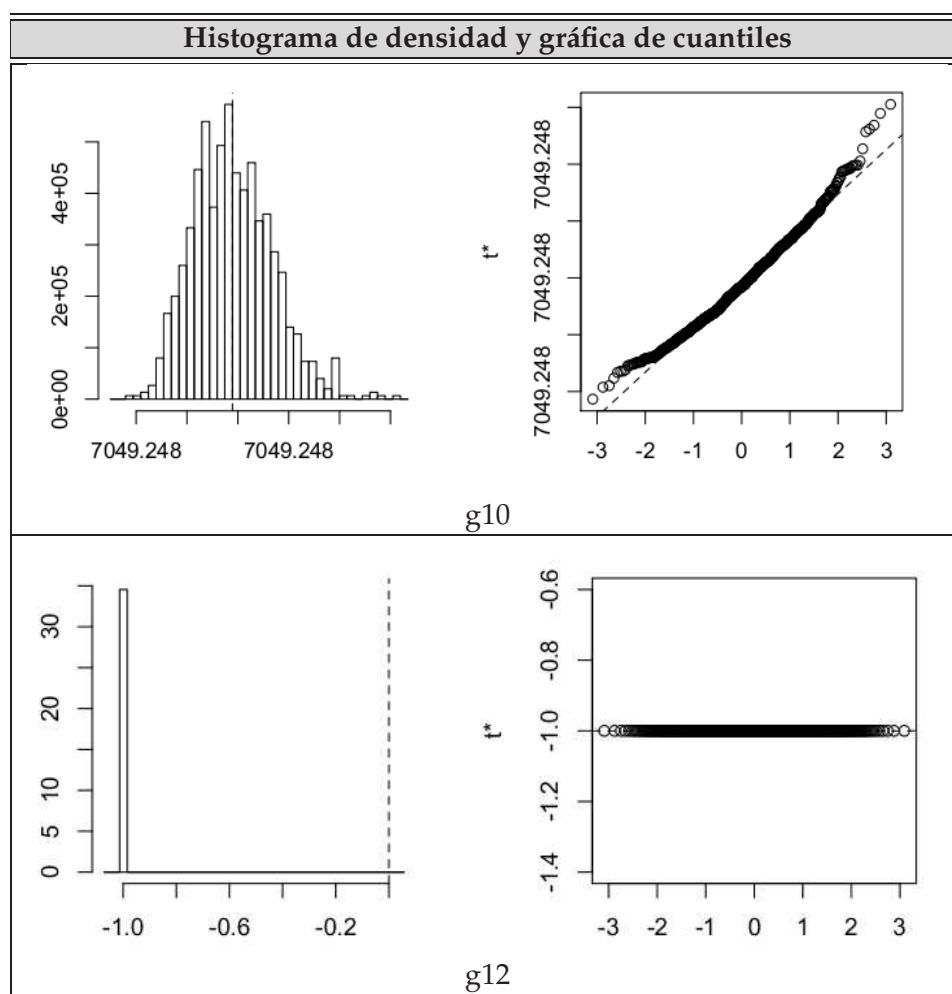 Histograma de densidad y gráfica de cuantiles
0e+00 2e+05 4e+05
7049.248 7049.248
t*
7049.248 7049.248 7049.248
-3 -2 -1 0 1 2 3
g10
0 5 10 20 30
-1.0 -0.6 -0.2
t*
-1.4 -1.2 -1.0 -0.8 -0.6
-3 -2 -1 0 1 2 3
g12